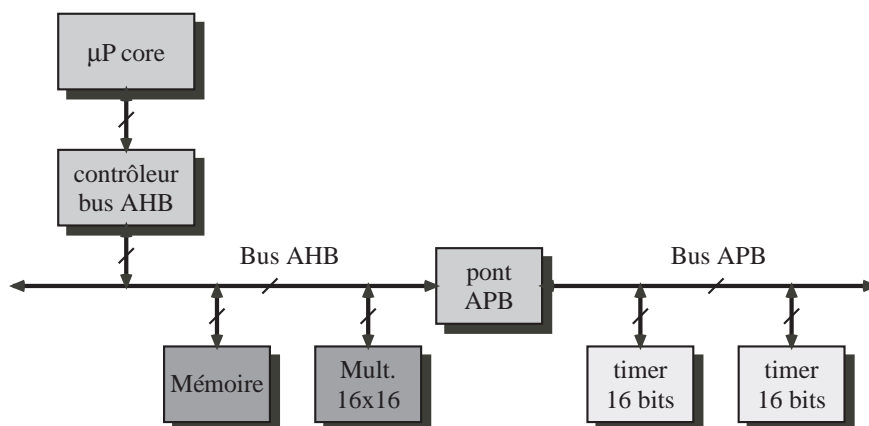 µP core
contrôleur
bus AHB
Bus AHB
Bus APB
pont
APB
Mémoire
Mult.
16x16
timer
16 bits
timer
16 bits